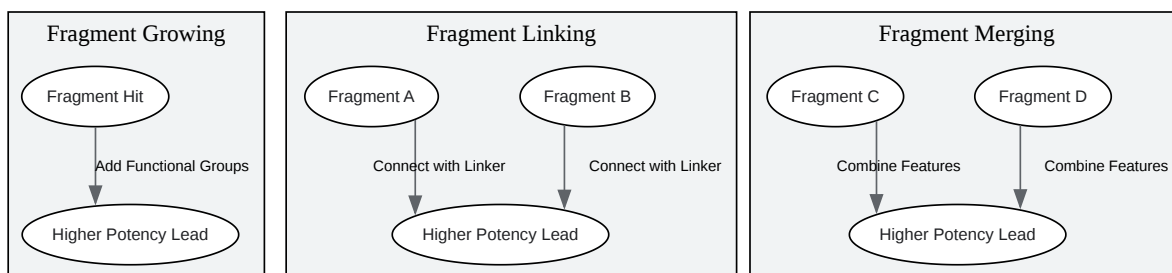 Fragment Growing
Fragment Hit
Add Functional Groups
Higher Potency Lead
Fragment Linking
Fragment A
Fragment B
Connect with Linker
Connect with Linker
Higher Potency Lead
Fragment Merging
Fragment C
Fragment D
Combine Features
Combine Features
Higher Potency Lead